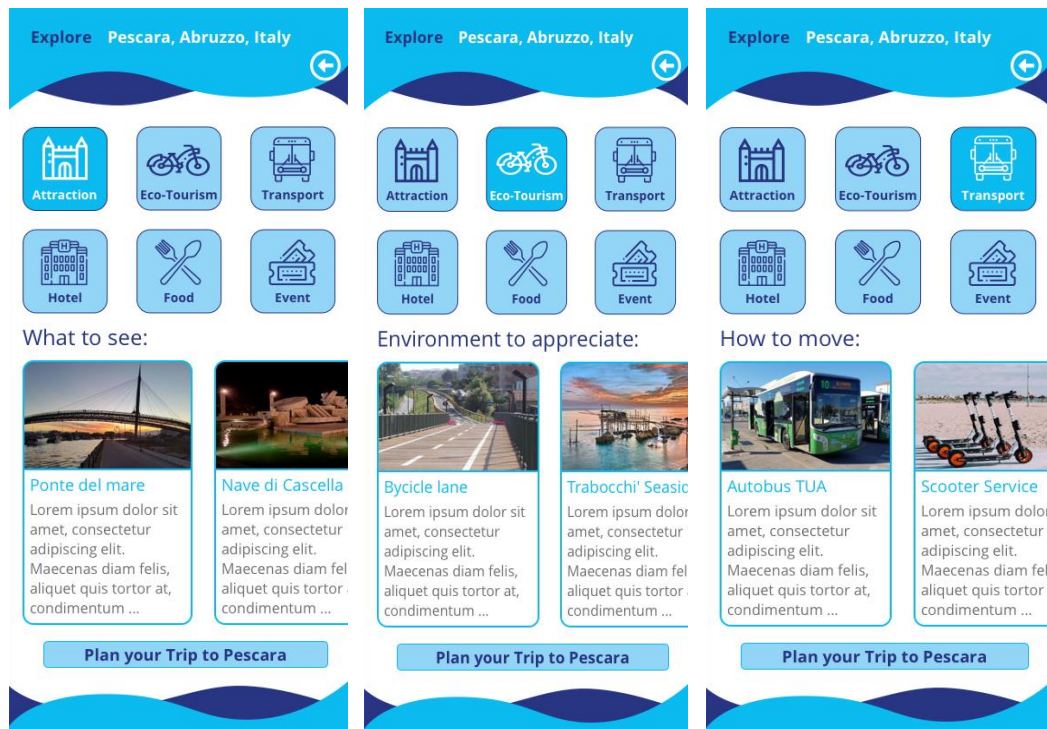 Explore Pescara, Abruzzo, Italy
Attraction
Eco-Tourism
Transport
Hotel
Food
Event
What to see:
Ponte del mare
Lorem ipsum dolor sit
amet, consectetur
adipiscing elit.
Maecenas diam felis,
aliquet quis tortor at,
condimentum ...
Nave di Cascella
Lorem ipsum dolor
amet, consectetur
adipiscing elit.
Maecenas diam fel
aliquet quis tortor
condimentum ...
Plan your Trip to Pescara
Explore Pescara, Abruzzo, Italy
Attraction
Eco-Tourism
Transport
Hotel
Food
Event
Environment to appreciate:
Bycicle lane
Lorem ipsum dolor sit
amet, consectetur
adipiscing elit.
Maecenas diam felis,
aliquet quis tortor at,
condimentum ...
Trabocchi' Seasid
Lorem ipsum dolor
amet, consectetur
adipiscing elit.
Maecenas diam fel
aliquet quis tortor
condimentum ...
Plan your Trip to Pescara
Explore Pescara, Abruzzo, Italy
Attraction
Eco-Tourism
Transport
Hotel
Food
Event
How to move:
10
Autobus TUA
Lorem ipsum dolor sit
amet, consectetur
adipiscing elit.
Maecenas diam felis,
aliquet quis tortor at,
condimentum ...
Scooter Service
Lorem ipsum dolor
amet, consectetur
adipiscing elit.
Maecenas diam fel
aliquet quis tortor
condimentum ...
Plan your Trip to Pescara